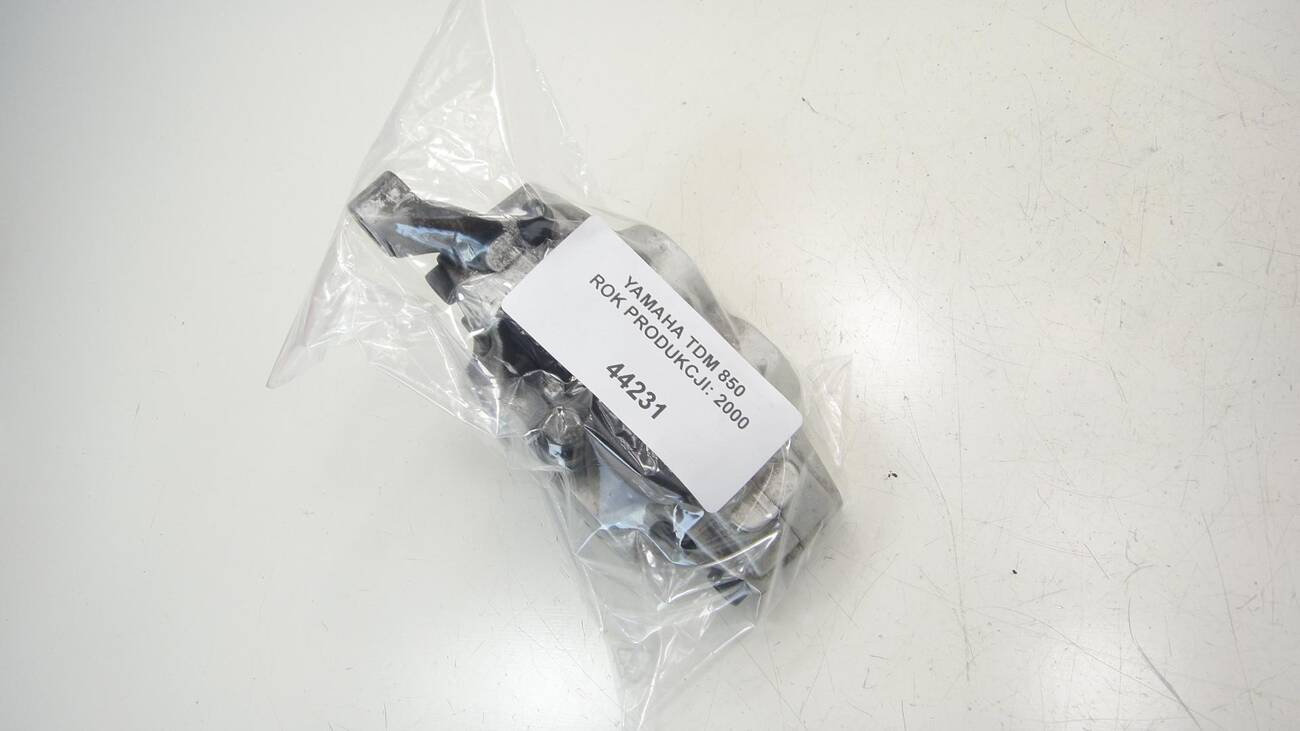 YAMAHA TDM 850
ROK PRODUKCJI: 2000
44231